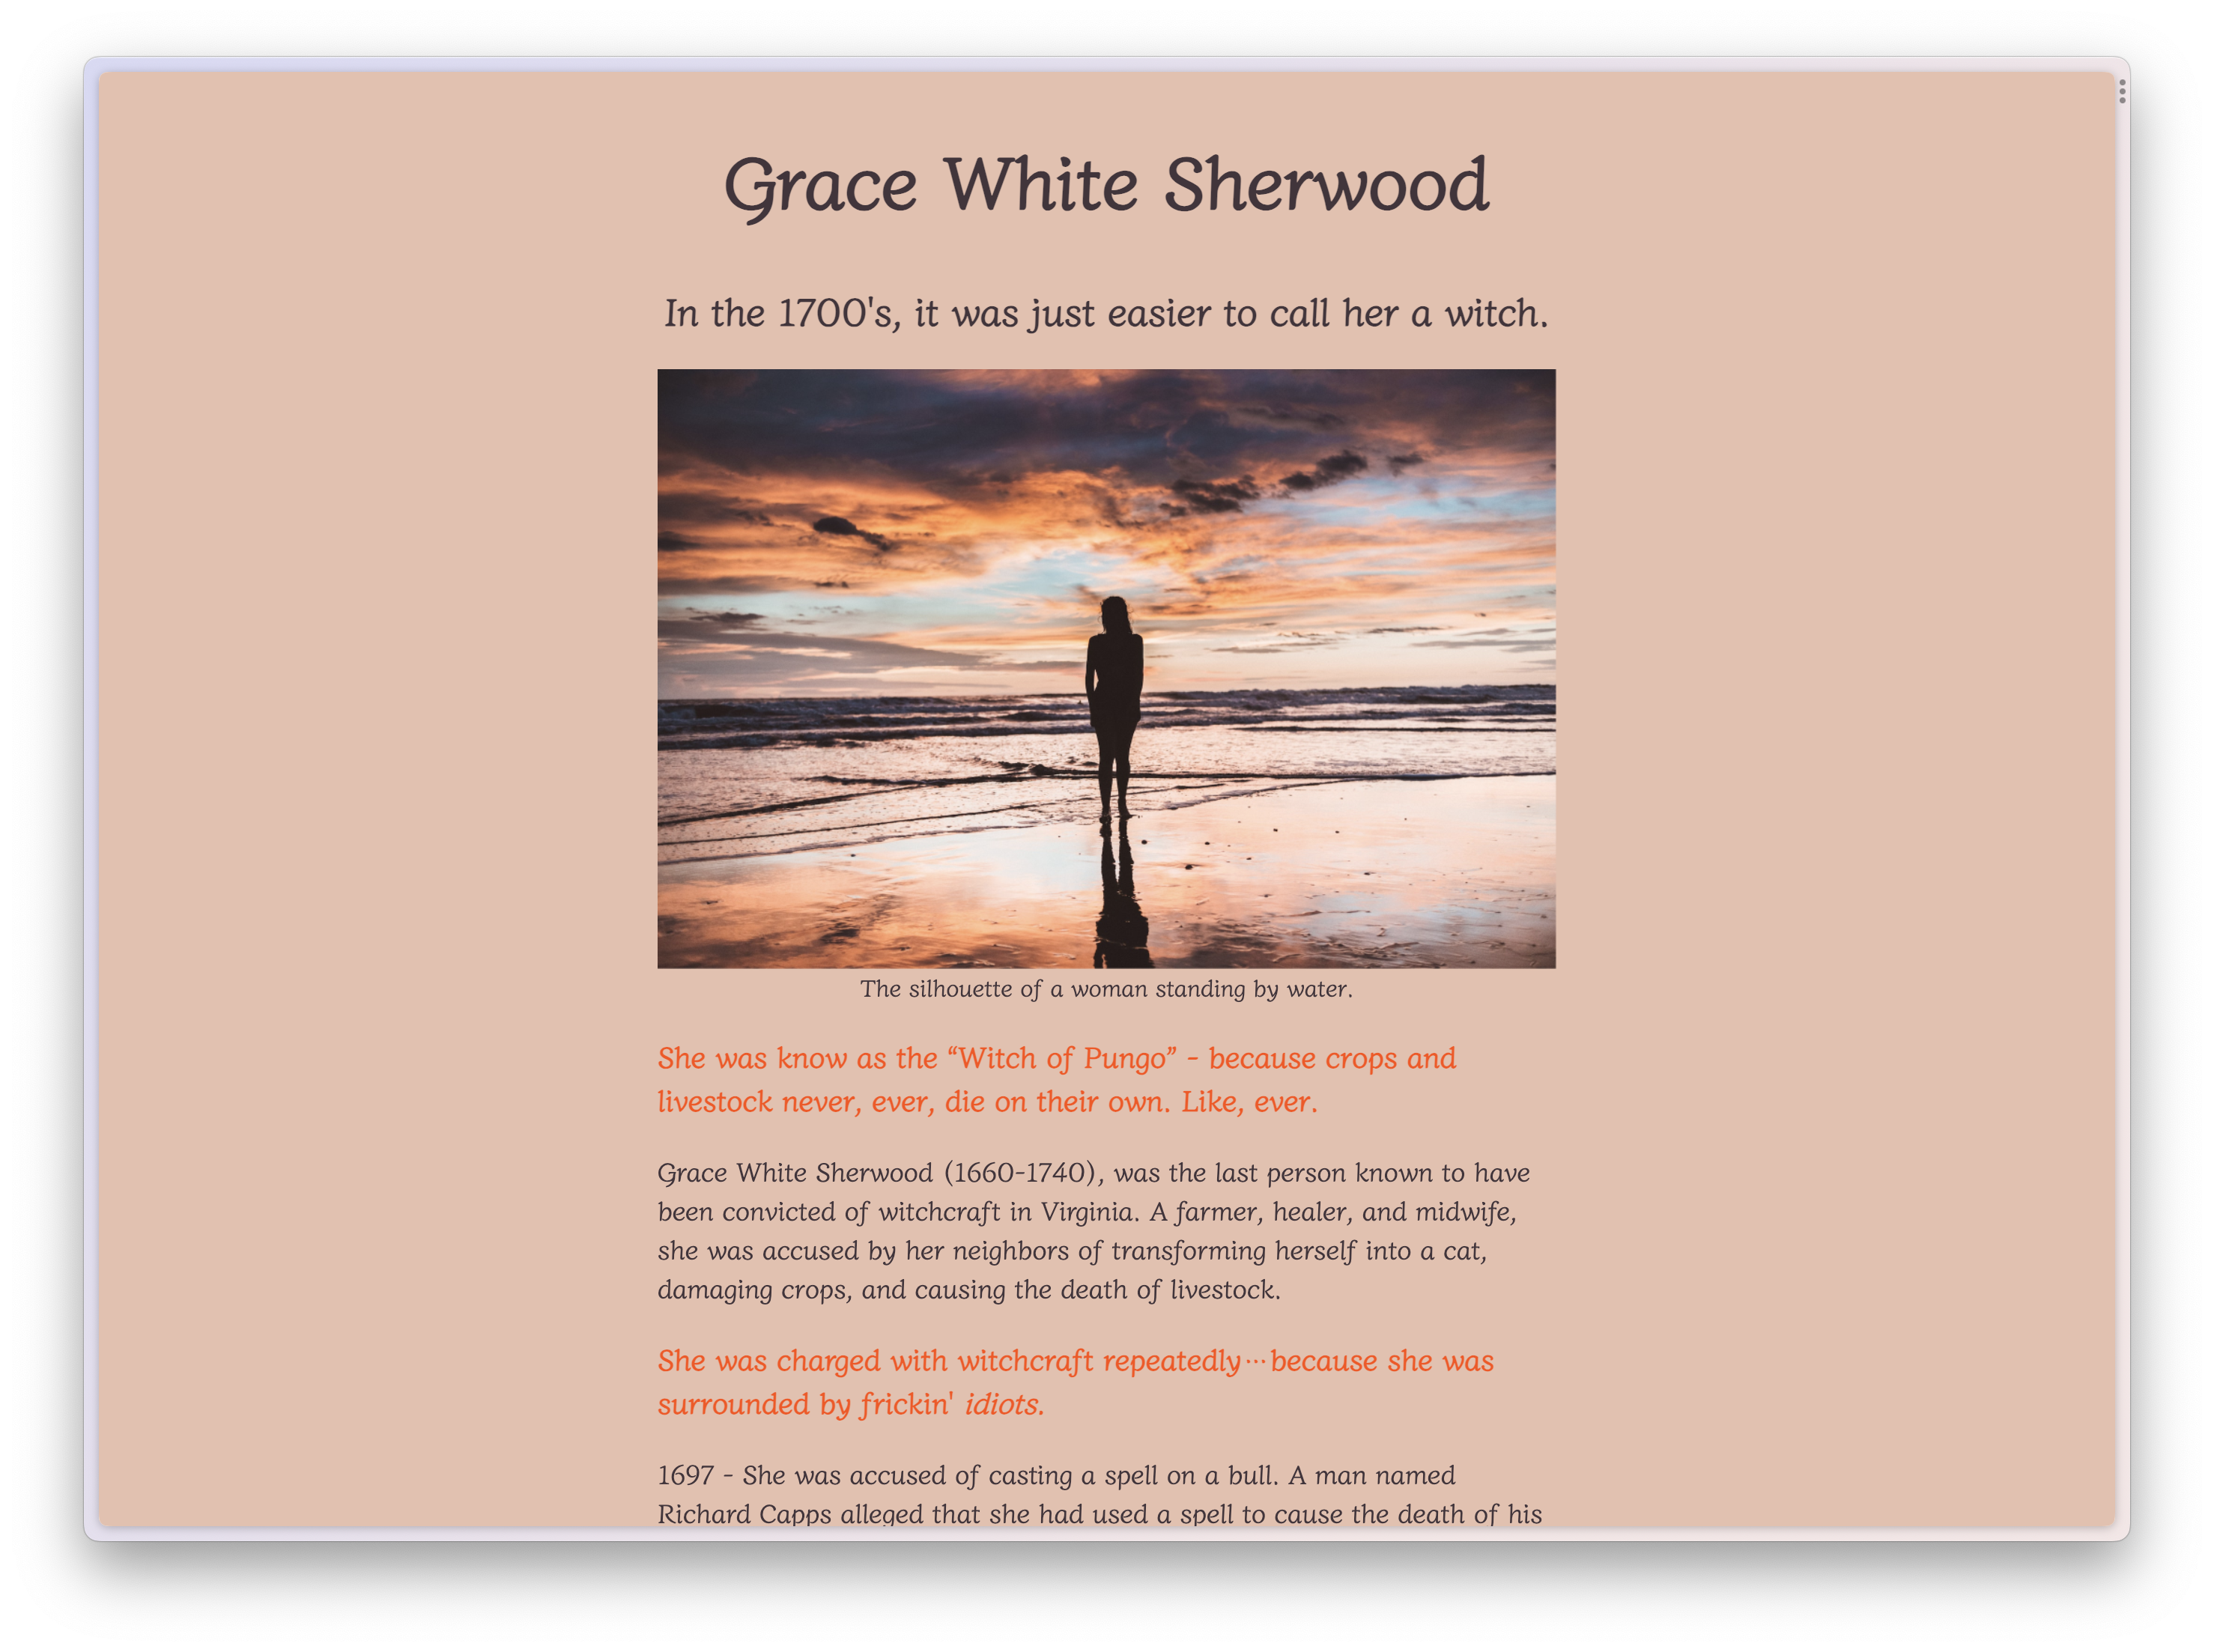 Grace White Sherwood
In the 1700's, it was just easier to call her a witch.
The silhouette of a woman standing by water.
She was know as the “Witch of Pungo” - because crops and
livestock never, ever, die on their own. Like, ever.
Grace White Sherwood (1660-1740), was the last person known to have
been convicted of witchcraft in Virginia. A farmer, healer, and midwife,
she was accused by her neighbors of transforming herself into a cat,
damaging crops, and causing the death of livestock.
She was charged with witchcraft repeatedly⋯because she was
surrounded by frickin' idiots.
1697 - She was accused of casting a spell on a bull. A man named
Richard Capps alleged that she had used a spell to cause the death of his